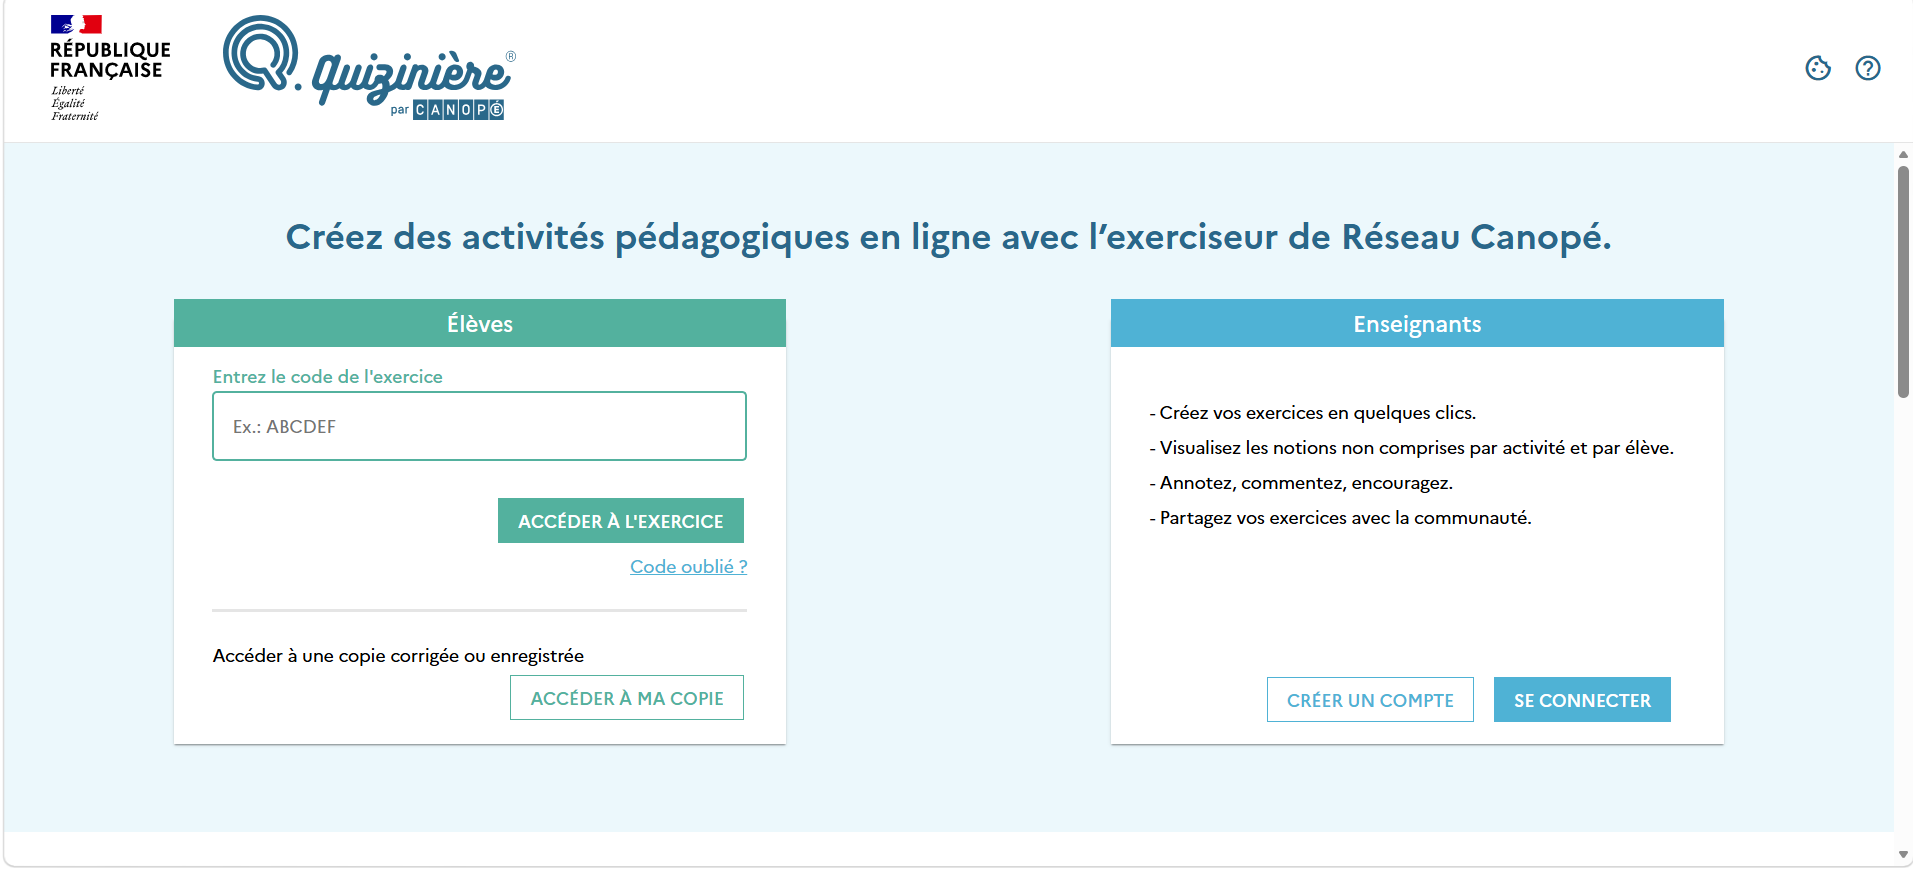 RÉPUBLIQUE
FRANÇAISE
Liberté
Égalité
Fraternité
Q. Quizinière®
par CANOPÉ
Créez des activités pédagogiques en ligne avec l’exerciseur de Réseau Canopé.
Élèves
Entrez le code de l'exercice
Ex.: ABCDEF
ACCÉDER À L'EXERCICE
Code oublié ?
Accéder à une copie corrigée ou enregistrée
ACCÉDER À MA COPIE
Enseignants
- Créez vos exercices en quelques clics.
- Visualisez les notions non comprises par activité et par élève.
- Annotez, commentez, encouragez.
- Partagez vos exercices avec la communauté.
CRÉER UN COMPTE
SE CONNECTER